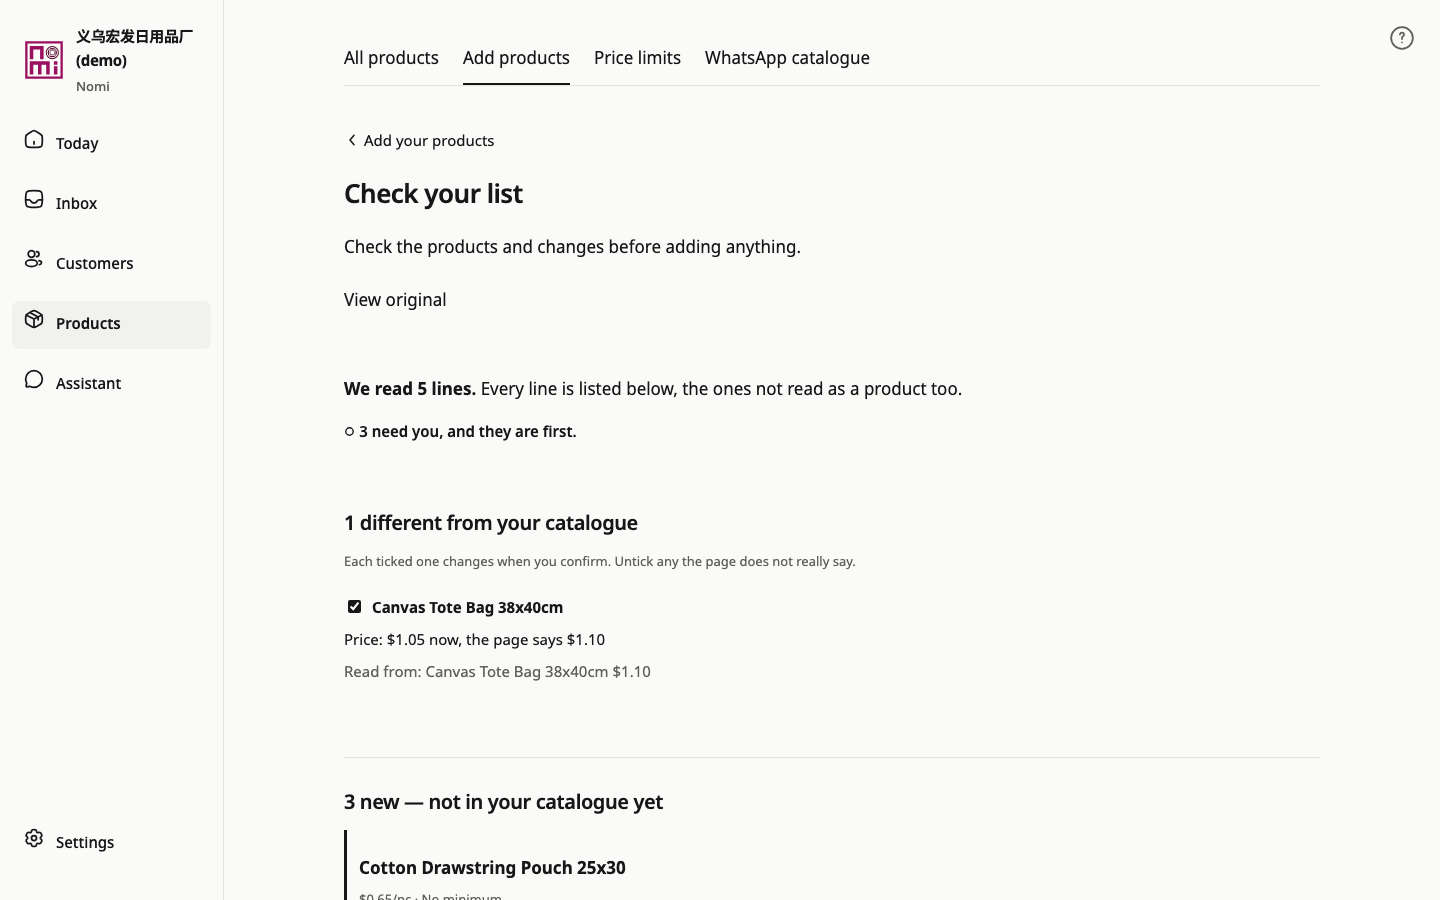 义乌宏发日用品厂
(demo)
Nomi
Today
Inbox
Customers
Products
Assistant
Settings
All products
Add products
Price limits
WhatsApp catalogue
Add your products
Check your list
Check the products and changes before adding anything.
View original
We read 5 lines. Every line is listed below, the ones not read as a product too.
3 need you, and they are first.
1 different from your catalogue
Each ticked one changes when you confirm. Untick any the page does not really say.
Canvas Tote Bag 38x40cm
Price: $1.05 now, the page says $1.10
Read from: Canvas Tote Bag 38x40cm $1.10
3 new — not in your catalogue yet
Cotton Drawstring Pouch 25x30
$0.65/pc · No minimum